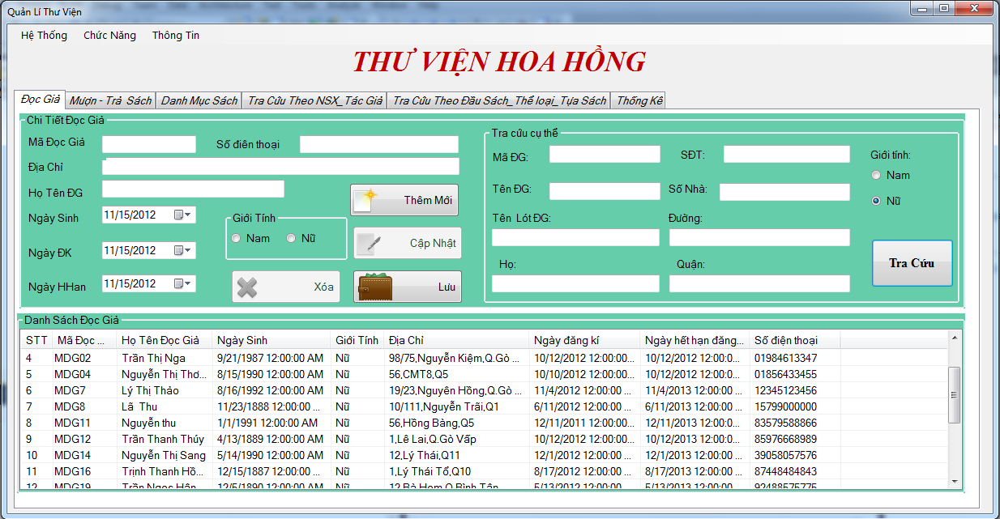 Quản Lí Thư Viện
Hệ Thống Chức Năng Thông Tin
THƯ VIỆN HOA HỒNG
Đọc Giả Mượn - Trả Sách Danh Mục Sách Tra Cứu Theo NSX_Tác Giả Tra Cứu Theo Đầu Sách_Thể loại_Tựa Sách Thống Kê
Chi Tiết Đọc Giả
Mã Đọc Giả Số điên thoại
Địa Chỉ
Họ Tên ĐG
Thêm Mới
Ngày Sinh 11/15/2012
Giới Tính
Nam Nữ
Cập Nhật
Ngày ĐK 11/15/2012
Ngày HHan 11/15/2012
Xóa Lưu
Tra cứu cụ thể
Mã ĐG: SĐT: Giới tính:
Nam
Tên ĐG: Số Nhà:
Nữ
Tên Lót ĐG: Đường:
Họ: Quận:
Tra Cứu
Danh Sách Đọc Giả
STT Mã Đọc ... Họ Tên Đọc Giả Ngày Sinh Giới Tính Địa Chỉ Ngày đăng kí Ngày hết hạn đăng... Số điện thoại
4 MDG02 Trần Thị Nga 9/21/1987 12:00:00 AM Nữ 98/75,Nguyễn Kiệm,Q.Gò ... 10/12/2012 12:00:00... 10/12/2012 12:00:0... 01984613347
5 MDG04 Nguyễn Thị Thơ... 8/15/1990 12:00:00 AM Nữ 56,CMT8,Q5 10/10/2012 12:00:00... 10/12/2012 12:00:0... 01856433455
6 MDG7 Lý Thị Thảo 8/16/1992 12:00:00 AM Nữ 19/23,Nguyên Hồng,Q.Gò ... 11/4/2012 12:00:00 ... 11/4/2013 12:00:0... 12345123456
7 MDG8 Lã Thu 11/23/1888 12:00:00 ... Nữ 10/111,Nguyễn Trãi,Q1 6/11/2012 12:00:00 ... 6/11/2013 12:00:0... 15799000000
8 MDG11 Nguyễn thu 1/1/1991 12:00:00 AM Nữ 56,Hồng Bàng,Q5 12/11/2011 12:00:00... 12/11/2013 12:00:0... 83579588866
9 MDG12 Trần Thanh Thúy 4/13/1889 12:00:00 AM Nữ 1,Lê Lai,Q.Gò Vấp 10/12/2012 12:00:00... 10/12/2013 12:00:0... 85976668989
10 MDG14 Nguyễn Thị Sang 5/14/1990 12:00:00 AM Nữ 12,Lý Thái,Q11 12/1/2012 12:00:00 ... 12/1/2013 12:00:0... 39058057576
11 MDG16 Trịnh Thanh Hồ... 12/15/1887 12:00:00 ... Nữ 1,Lý Thái Tổ,Q10 8/17/2012 12:00:00 ... 8/17/2013 12:00:0... 87448484843
12 MDG19 Trần Ngọc Hân 12/5/1890 12:00:00 AM Nữ 5/13/2012 12:00:00 ... 5/13/2013 12:00:0... 92488575775